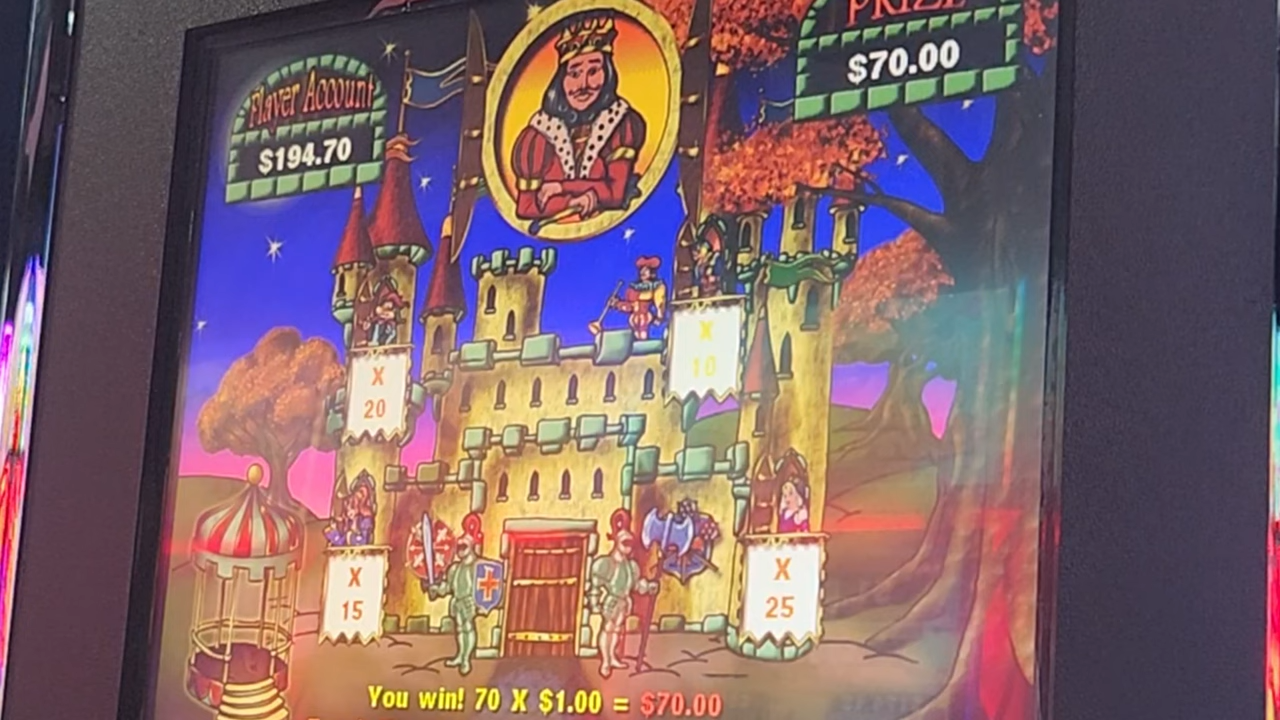 PRIZE
$70.00
Player Account
$194.70
X
10
X
20
X
25
X
15
You win! 70 X $1.00 = $70.00